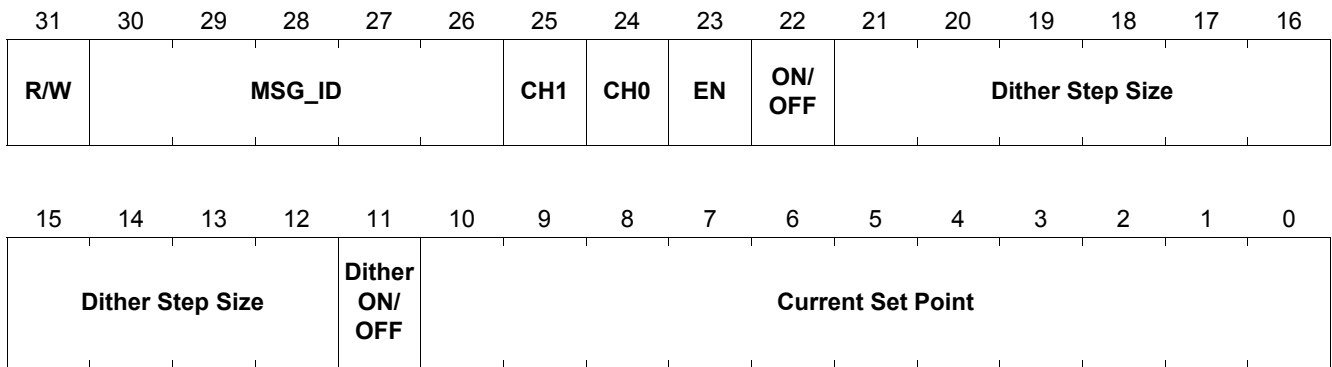 31 30 29 28 27 26 25 24 23 22 21 20 19 18 17 16
R/W MSG_ID CH1 CH0 EN ON/
OFF Dither Step Size
15 14 13 12 11 10 9 8 7 6 5 4 3 2 1 0
Dither Step Size Dither
ON/
OFF Current Set Point